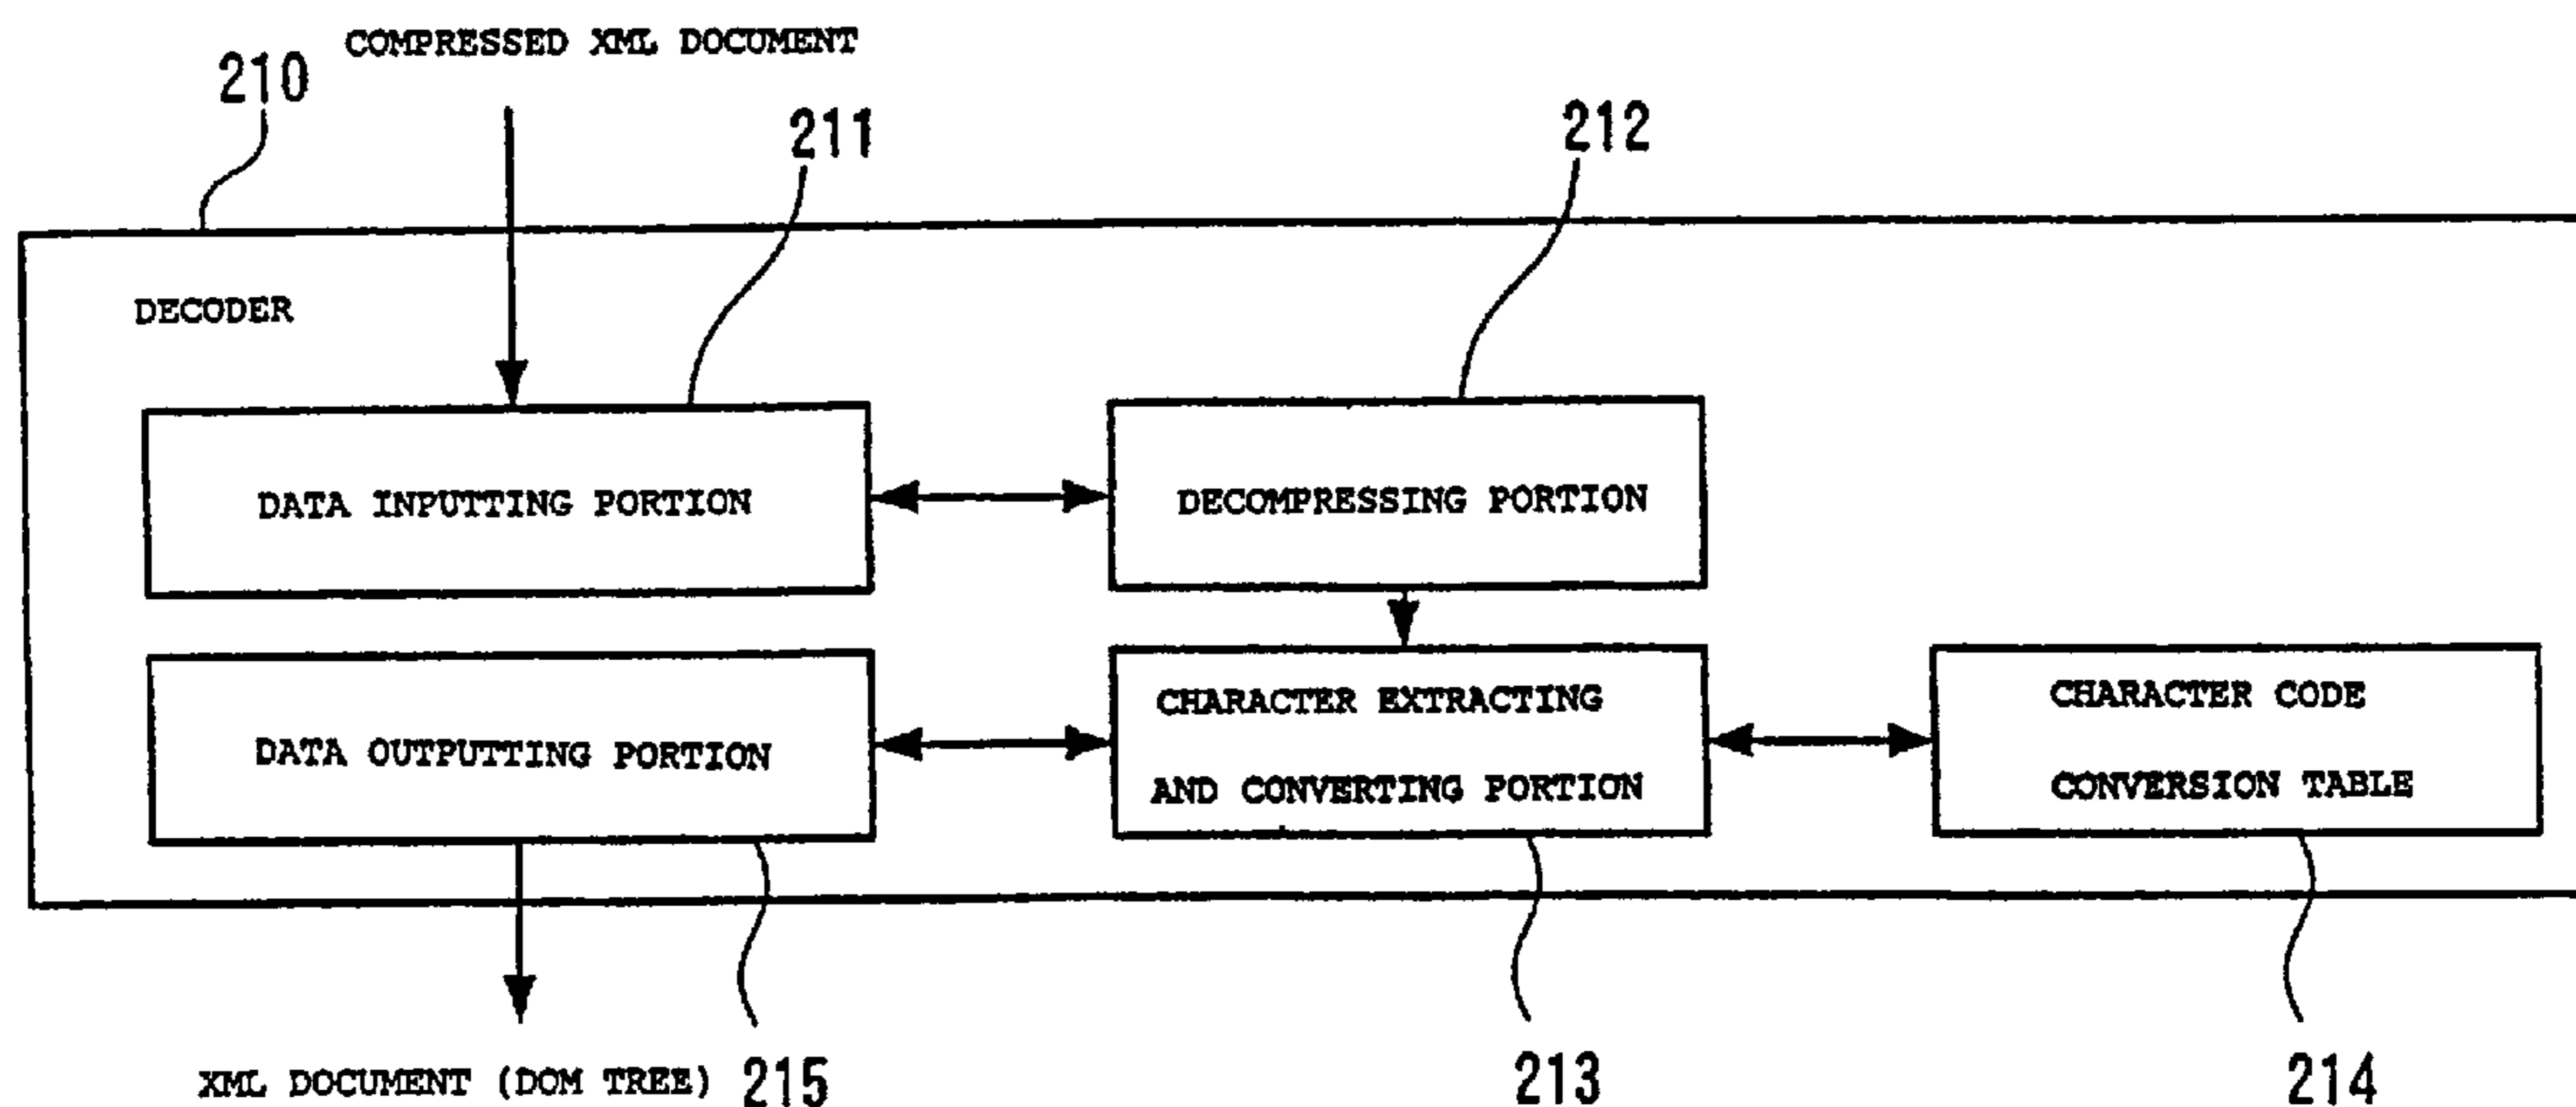 COMPRESSED XML DOCUMENT
210
211
212
DECODER
DATA INPUTTING PORTION
DECOMPRESSING PORTION
DATA OUTPUTTING PORTION
CHARACTER EXTRACTING
AND CONVERTING PORTION
CHARACTER CODE
CONVERSION TABLE
XML DOCUMENT (DOM TREE)
215
213
214